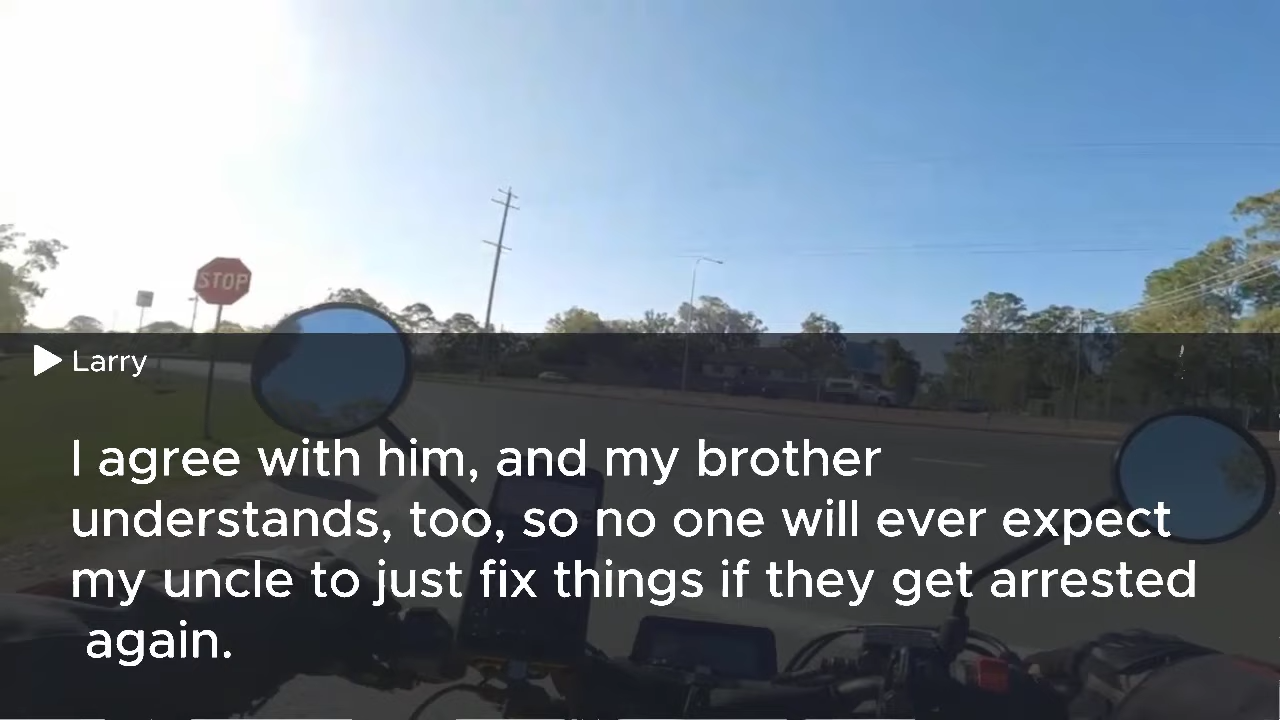 STOP
Larry
I agree with him, and my brother
understands, too, so no one will ever expect
my uncle to just fix things if they get arrested
again.